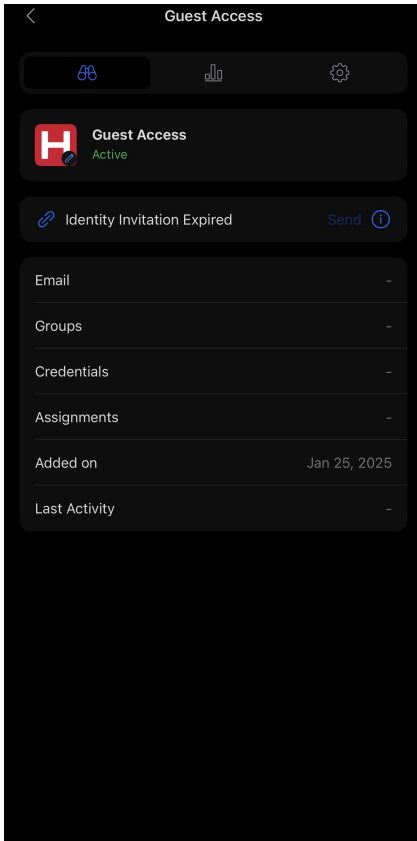 Guest Access
H
Guest Access
Active
Identity Invitation Expired Send
Email -
Groups -
Credentials -
Assignments -
Added on Jan 25, 2025
Last Activity -